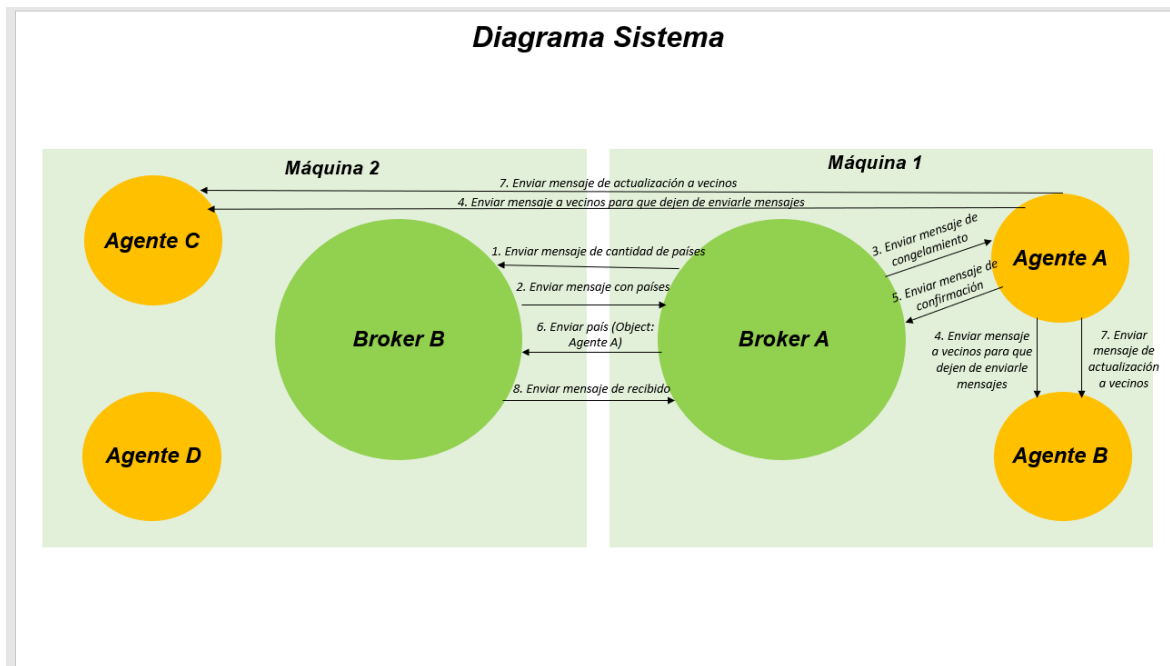 Diagrama Sistema
Máquina 2
Máquina 1
7. Enviar mensaje de actualización a vecinos
4. Enviar mensaje a vecinos para que dejen de enviarle mensajes
Agente C
1. Enviar mensaje de cantidad de países
3. Enviar mensaje de
congelamiento
Agente A
2. Enviar mensaje con países
5. Enviar mensaje de
confirmación
Broker B
6. Enviar país (Object:
Agente A)
Broker A
4. Enviar mensaje
a vecinos para que
dejen de enviarle
mensajes
7. Enviar
mensaje de
actualización
a vecinos
8. Enviar mensaje de recibido
Agente D
Agente B